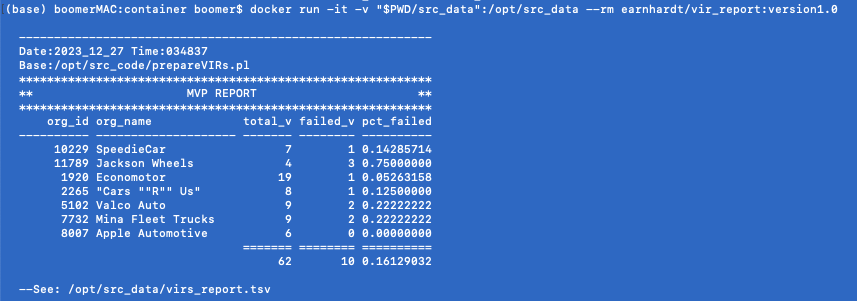 (base) boomerMAC:container boomer$ docker run -it -v "$PWD/src_data":/opt/src_data --rm earnhardt/vir_report:version1.0
------------------------------------------------------------
Date:2023_12_27 Time:034837
Base:/opt/src_code/prepareVIRs.pl
************************************************************
** MVP REPORT **
************************************************************
org_id org_name total_v failed_v pct_failed
---------- -------------------- ------- -------- ----------
10229 SpeedieCar 7 1 0.14285714
11789 Jackson Wheels 4 3 0.75000000
1920 Economotor 19 1 0.05263158
2265 "Cars ""R"" Us" 8 1 0.12500000
5102 Valco Auto 9 2 0.22222222
7732 Mina Fleet Trucks 9 2 0.22222222
8007 Apple Automotive 6 0 0.00000000
======= ======== ==========
62 10 0.16129032
--See: /opt/src_data/virs_report.tsv